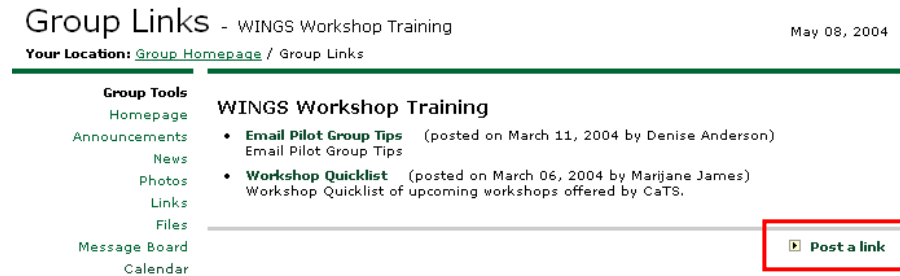 Group Links - WINGS Workshop Training
May 08, 2004
Your Location: Group Homepage / Group Links
Group Tools
Homepage
Announcements
News
Photos
Links
Files
Message Board
Calendar
WINGS Workshop Training
• Email Pilot Group Tips (posted on March 11, 2004 by Denise Anderson)
Email Pilot Group Tips
• Workshop Quicklist (posted on March 06, 2004 by Marijane James)
Workshop Quicklist of upcoming workshops offered by CaTS.
Post a link